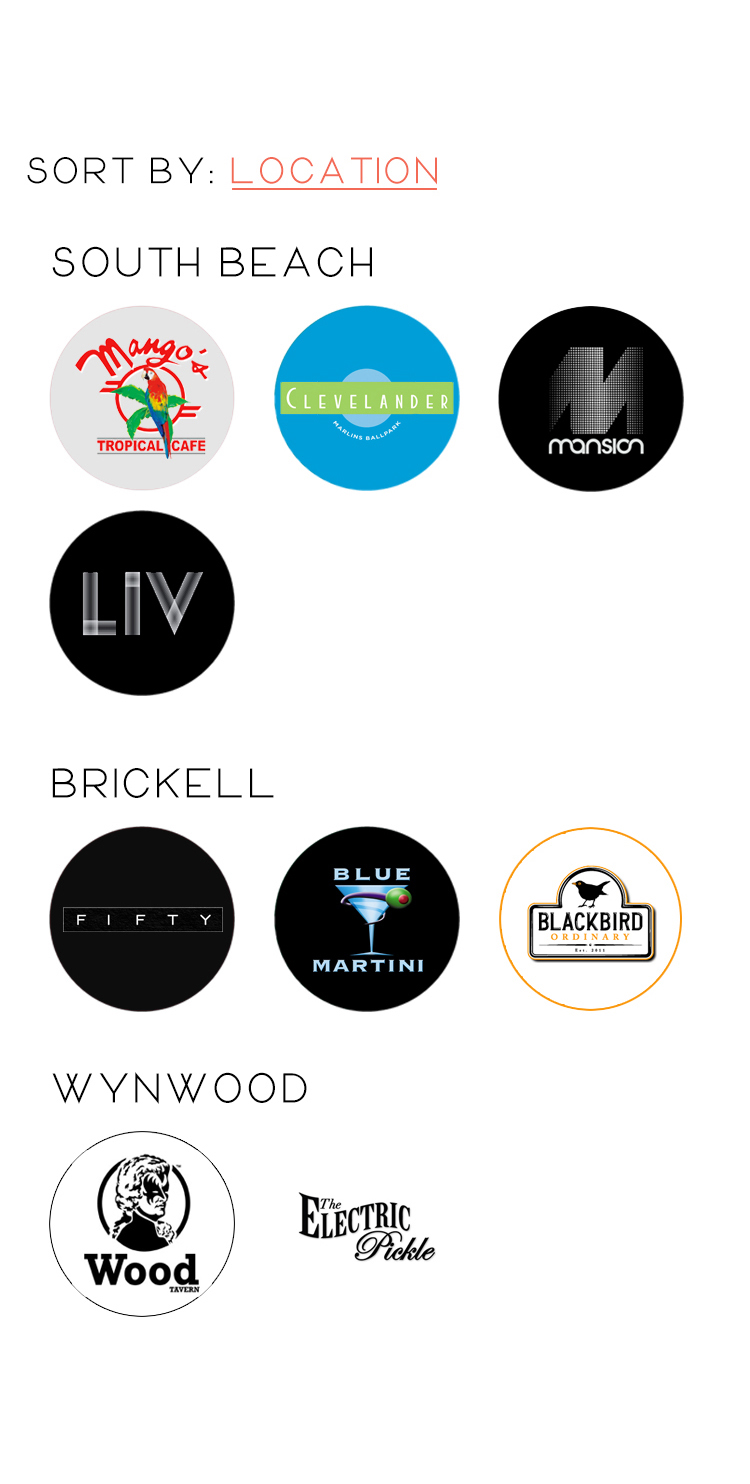 SORT BY: LOCATION
SOUTH BEACH
Mango's
TROPICAL CAFE
CLEVELANDER
MARLINS BALLPARK
M
mansion
LIV
BRICKELL
FIFTY
BLUE
MARTINI
BLACKBIRD
ORDINARY
Est. 2011
WYNWOOD
Wood
TAVERN
The
ELECTRIC
Pickle